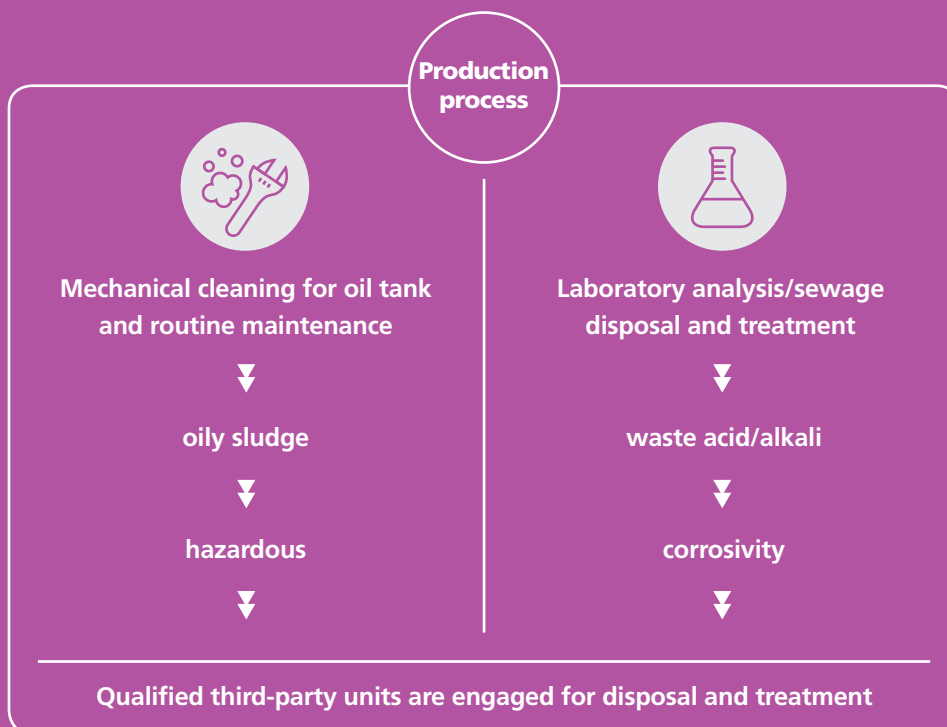 Production
process
Mechanical cleaning for oil tank
and routine maintenance
oily sludge
hazardous
Laboratory analysis/sewage
disposal and treatment
waste acid/alkali
corrosivity
Qualified third-party units are engaged for disposal and treatment